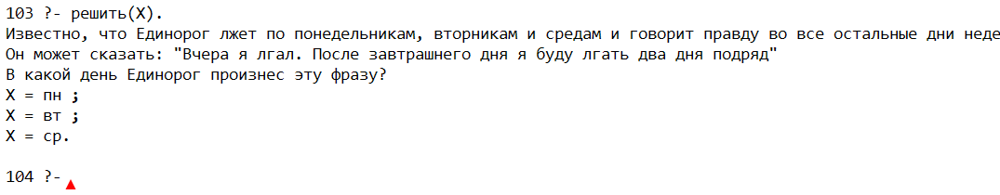 103 ?- решить(X).
Известно, что Единорог лжет по понедельникам, вторникам и средам и говорит правду во все остальные дни неде
Он может сказать: "Вчера я лгал. После завтрашнего дня я буду лгать два дня подряд"
В какой день Единорог произнес эту фразу?
X = пн ;
X = вт ;
X = ср.
104 ?-